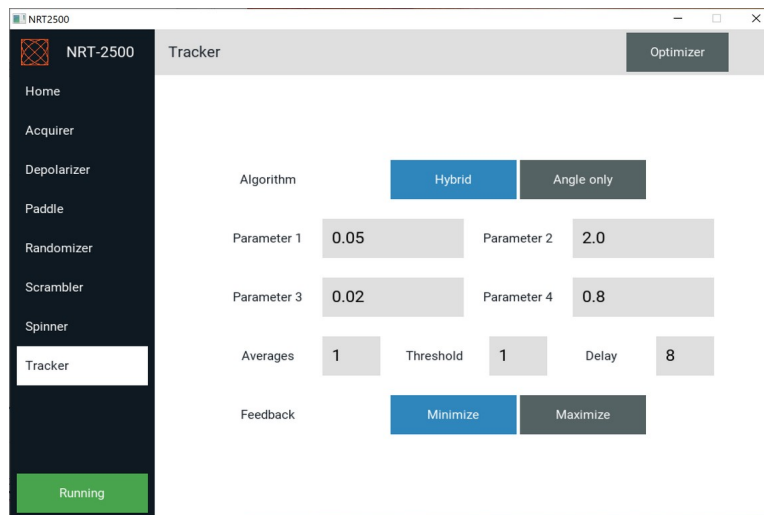 NRT2500
NRT-2500
Tracker
Optimizer
Home
Acquirer
Depolarizer
Paddle
Randomizer
Scrambler
Spinner
Tracker
Running
Algorithm Hybrid Angle only
Parameter 1 0.05 Parameter 2 2.0
Parameter 3 0.02 Parameter 4 0.8
Averages 1 Threshold 1 Delay 8
Feedback Minimize Maximize